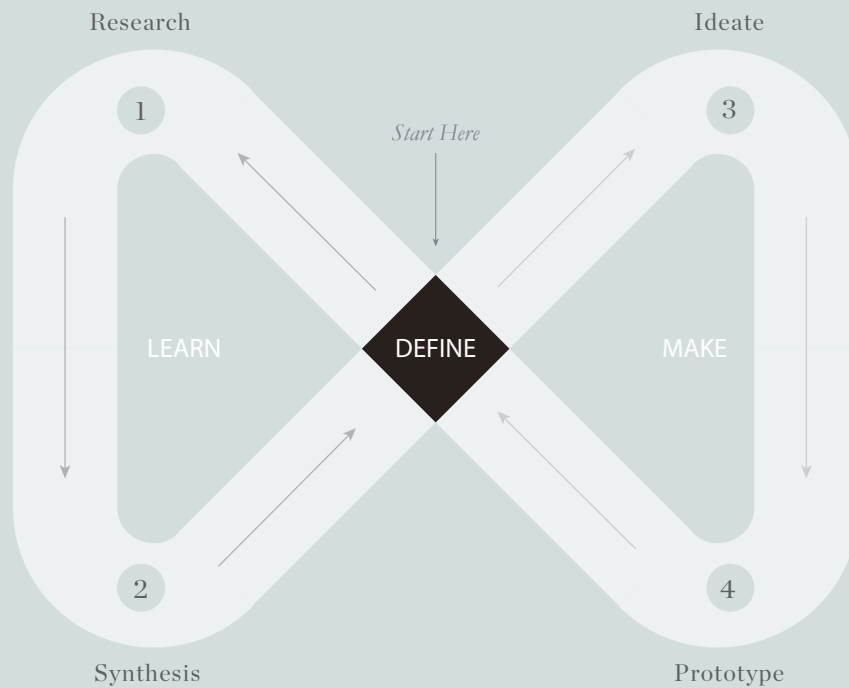 Research
Ideate
1
3
Start Here
LEARN
DEFINE
MAKE
2
4
Synthesis
Prototype